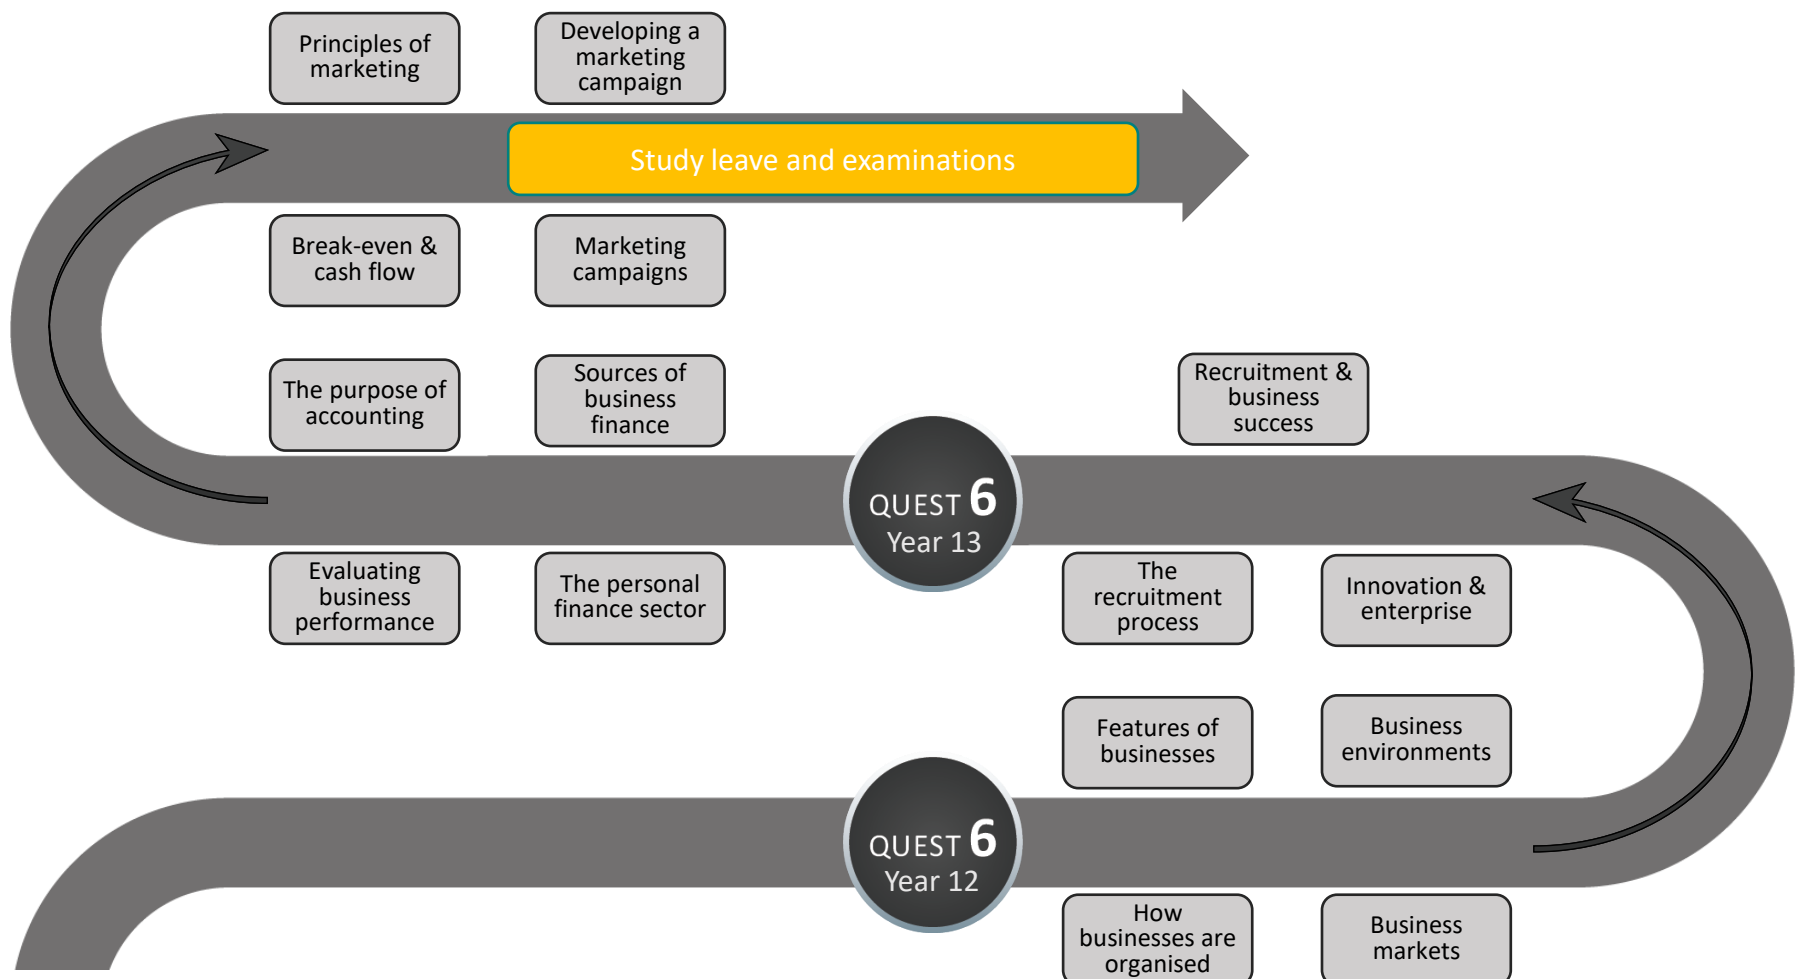 Principles of
marketing
Developing a
marketing
campaign
Study leave and examinations
Break-even &
cash flow
Marketing
campaigns
The purpose of
accounting
Sources of
business
finance
Recruitment &
business
success
QUEST 6
Year 13
Evaluating
business
performance
The personal
finance sector
The
recruitment
process
Innovation &
enterprise
Features of
businesses
Business
environments
QUEST 6
Year 12
How
businesses are
organised
Business
markets